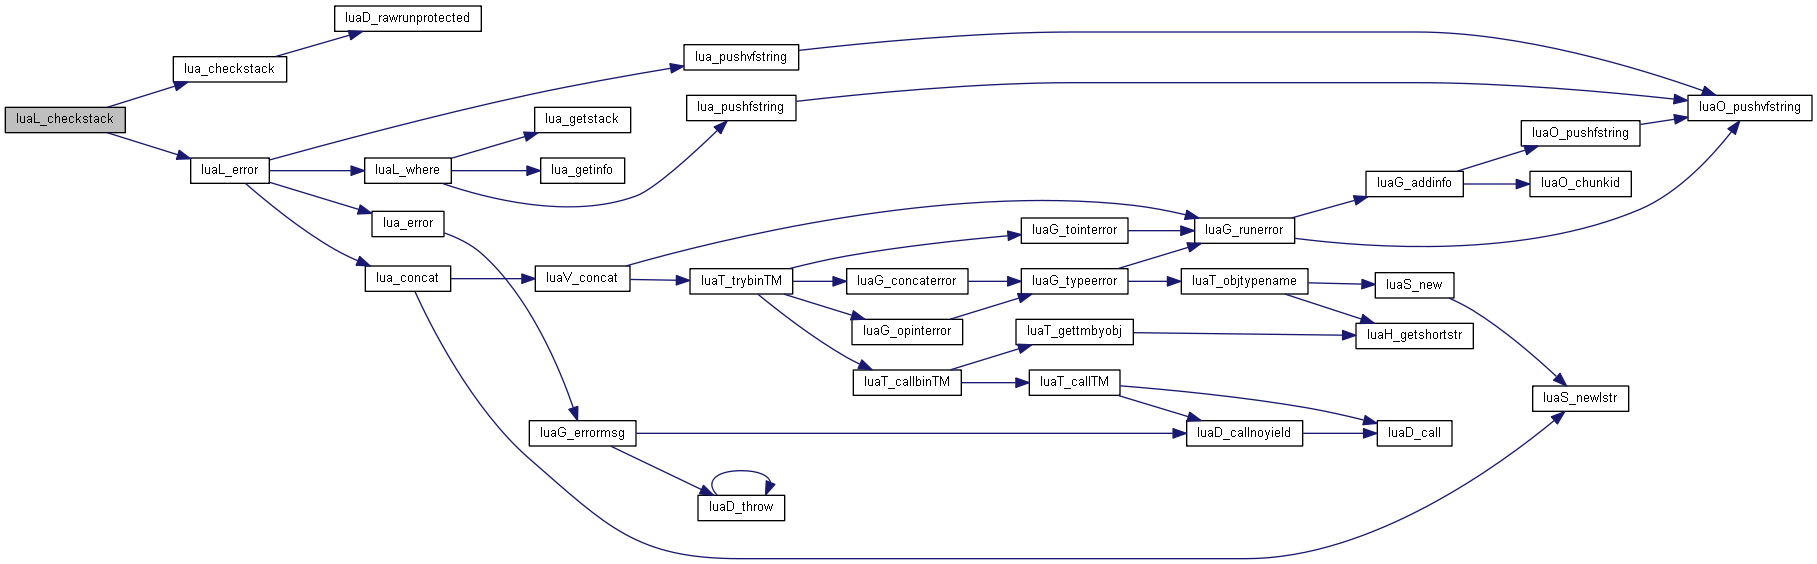 luaD_rawrunprotected
lua_checkstack
luaL_checkstack
luaL_error
lua_pushvfstring
lua_pushfstring
lua_getstack
luaL_where
lua_getinfo
lua_error
lua_concat
luaV_concat
luaO_pushvfstring
luaO_pushfstring
luaG_addinfo
luaO_chunkid
luaG_tointerror
luaG_runerror
luaT_trybinTM
luaG_concaterror
luaG_typeerror
luaT_objtypename
luaS_new
luaG_opinterror
luaT_gettmbyobj
luaH_getshortstr
luaT_callbinTM
luaT_callTM
luaS_newlstr
luaG_errormsg
luaD_callnoyield
luaD_call
luaD_throw